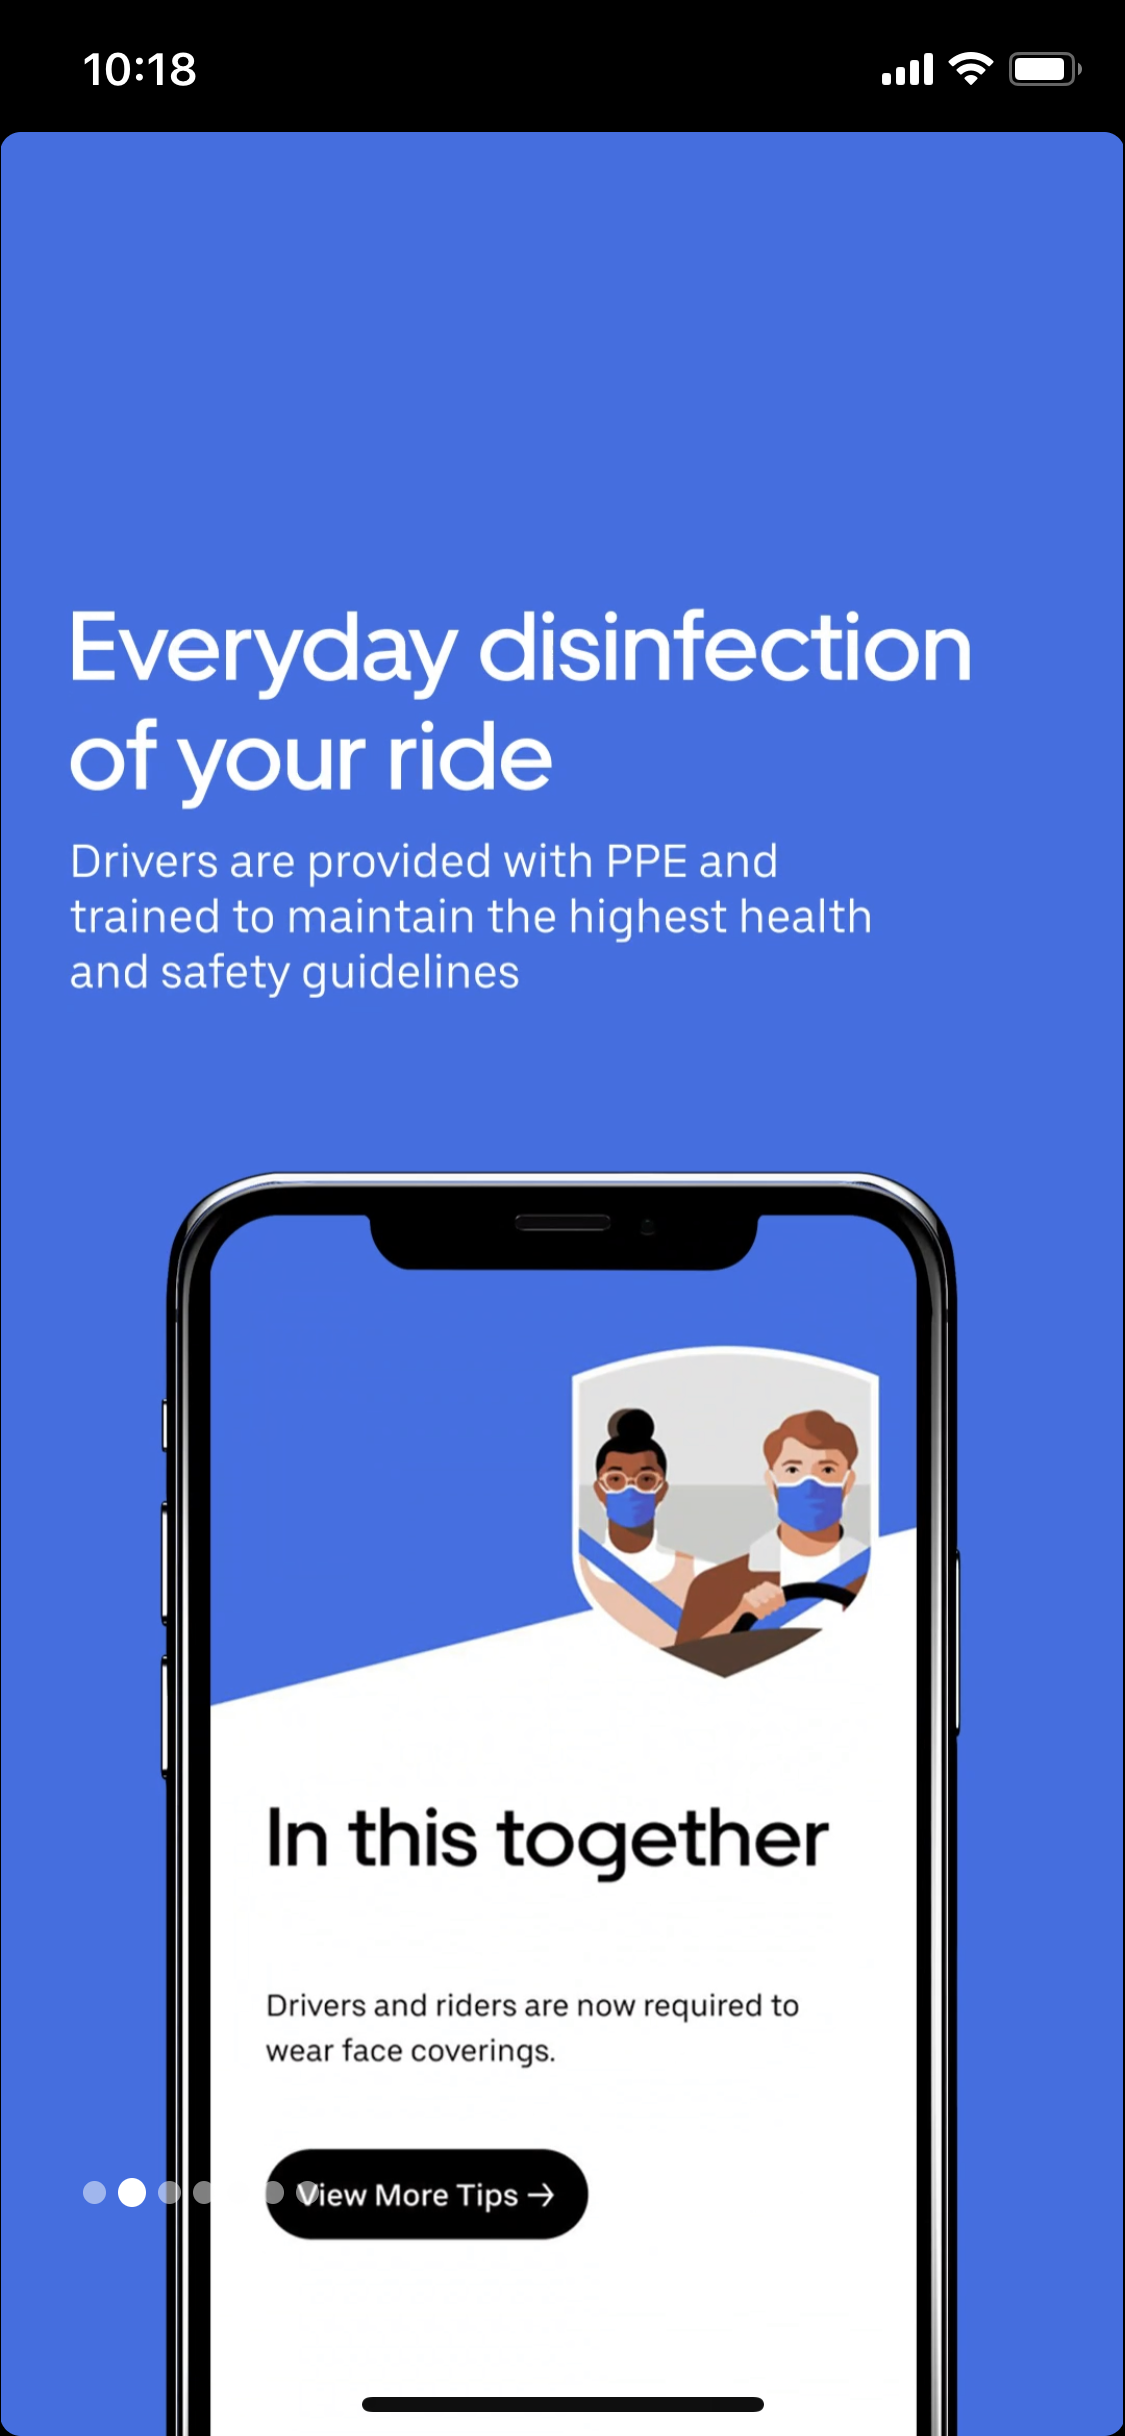 10:18
Everyday disinfection
of your ride
Drivers are provided with PPE and
trained to maintain the highest health
and safety guidelines
In this together
Drivers and riders are now required to
wear face coverings.
View More Tips →